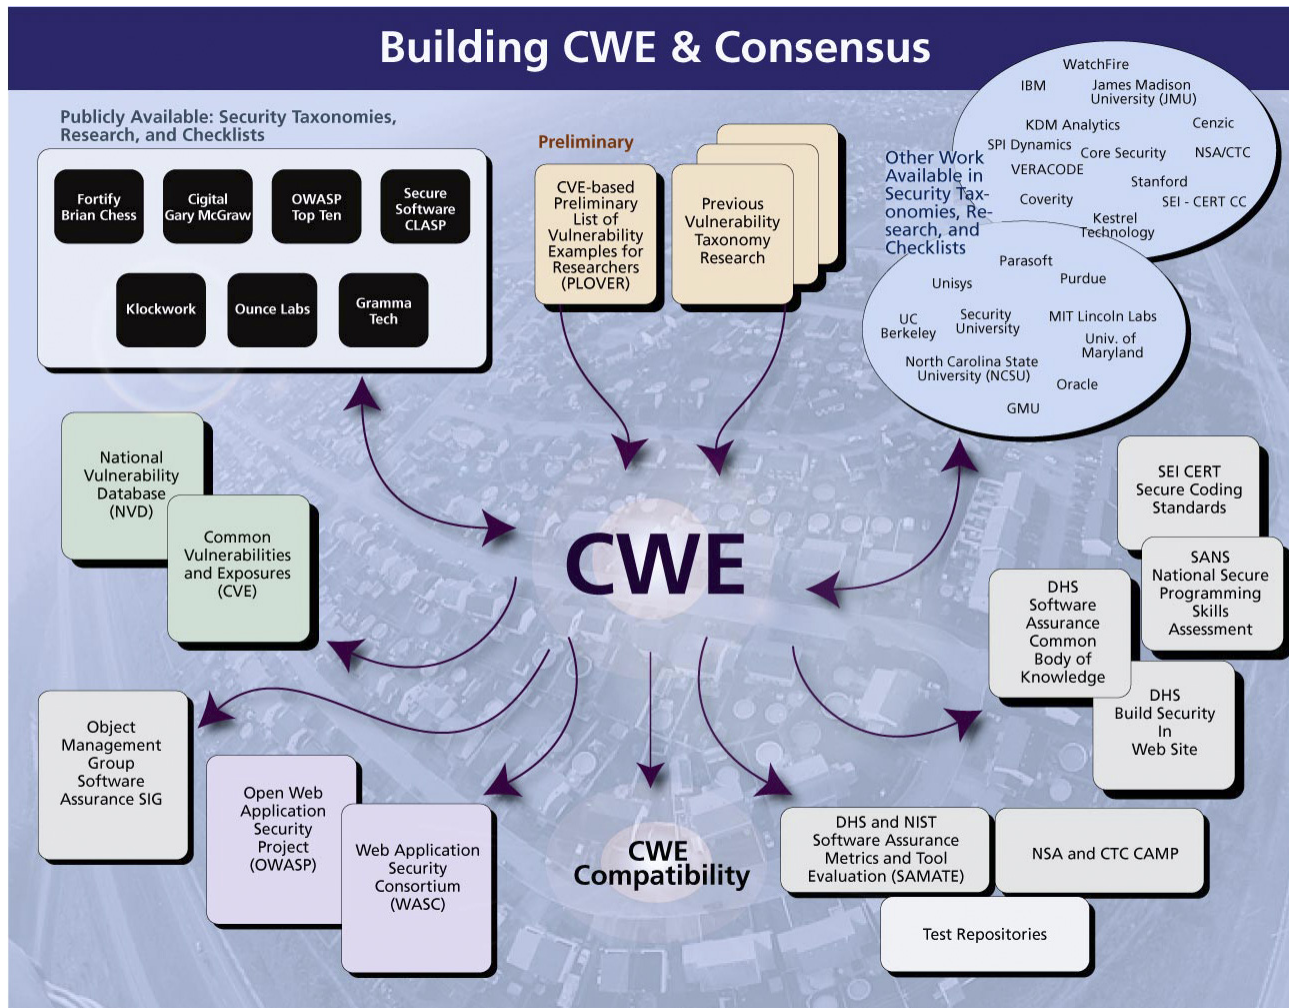 Building CWE & Consensus
Publicly Available: Security Taxonomies,
Research, and Checklists
Fortify
Brian Chess
Cigital
Gary McGraw
OWASP
Top Ten
Secure
Software
CLASP
Klockwork
Ounce Labs
Gramma
Tech
Preliminary
CVE-based
Preliminary
List of
Vulnerability
Examples for
Researchers
(PLOVER)
Previous
Vulnerability
Taxonomy
Research
Other Work
Available in
Security Tax-
onomies, Re-
search, and
Checklists
WatchFire
IBM
James Madison
University (JMU)
KDM Analytics
Cenzic
SPI Dynamics
Core Security
NSA/CTC
VERACODE
Stanford
Coverity
SEI - CERT CC
Kestrel
Technology
Parasoft
Unisys
Purdue
UC
Berkeley
Security
University
MIT Lincoln Labs
Univ. of
Maryland
North Carolina State
University (NCSU)
Oracle
GMU
National
Vulnerability
Database
(NVD)
Common
Vulnerabilities
and Exposures
(CVE)
CWE
SEI CERT
Secure Coding
Standards
SANS
National Secure
Programming
Skills
Assessment
DHS
Software
Assurance
Common
Body of
Knowledge
DHS
Build Security
In
Web Site
Object
Management
Group
Software
Assurance SIG
Open Web
Application
Security
Project
(OWASP)
Web Application
Security
Consortium
(WASC)
CWE
Compatibility
DHS and NIST
Software Assurance
Metrics and Tool
Evaluation (SAMATE)
NSA and CTC CAMP
Test Repositories